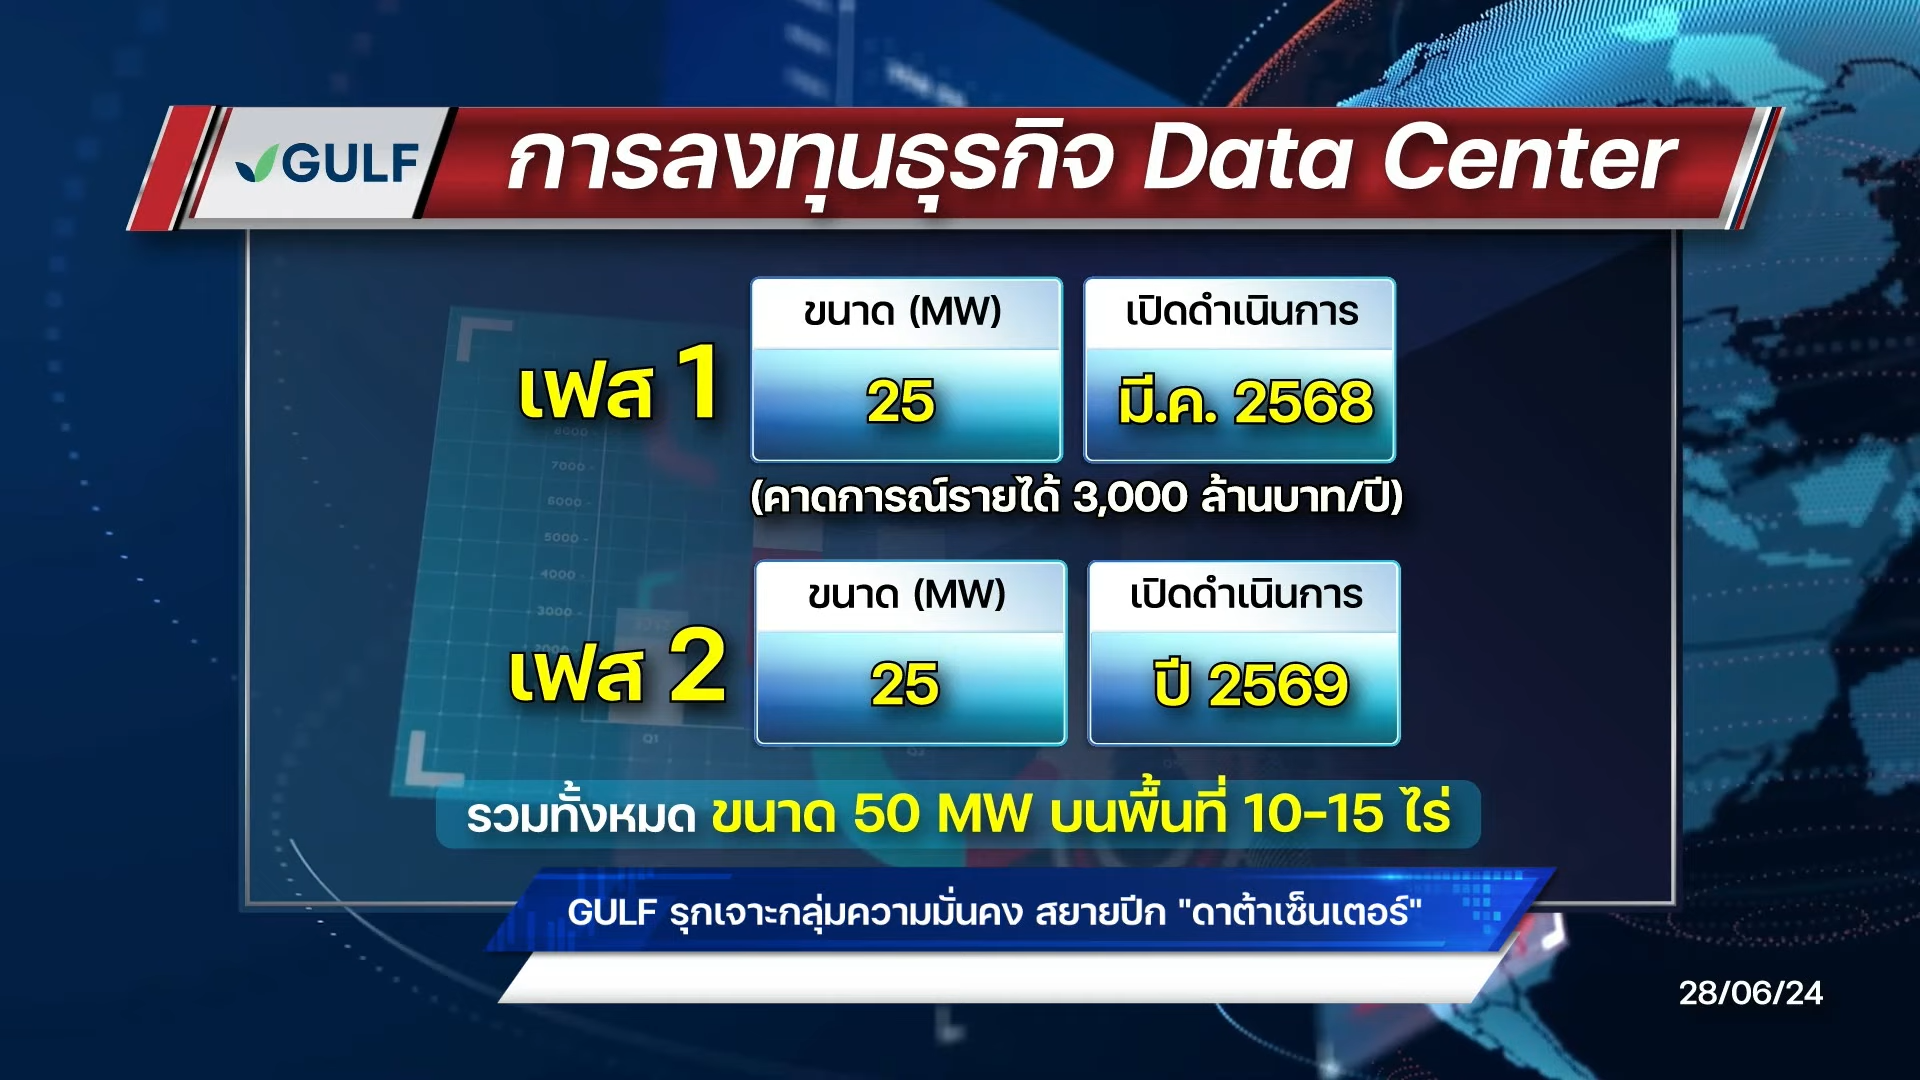 GULF
การลงทุนธุรกิจ Data Center
ขนาด (MW) เปิดดำเนินการ
เฟส 1 25 มี.ค. 2568
(คาดการณ์รายได้ 3,000 ล้านบาท/ปี)
ขนาด (MW) เปิดดำเนินการ
เฟส 2 25 ปี 2569
รวมทั้งหมด ขนาด 50 MW บนพื้นที่ 10-15 ไร่
GULF รุกเจาะกลุ่มความมั่นคง สยายปีก "ดาต้าเซ็นเตอร์"
28/06/24
7000
6000
5000
4000
3000
Q1